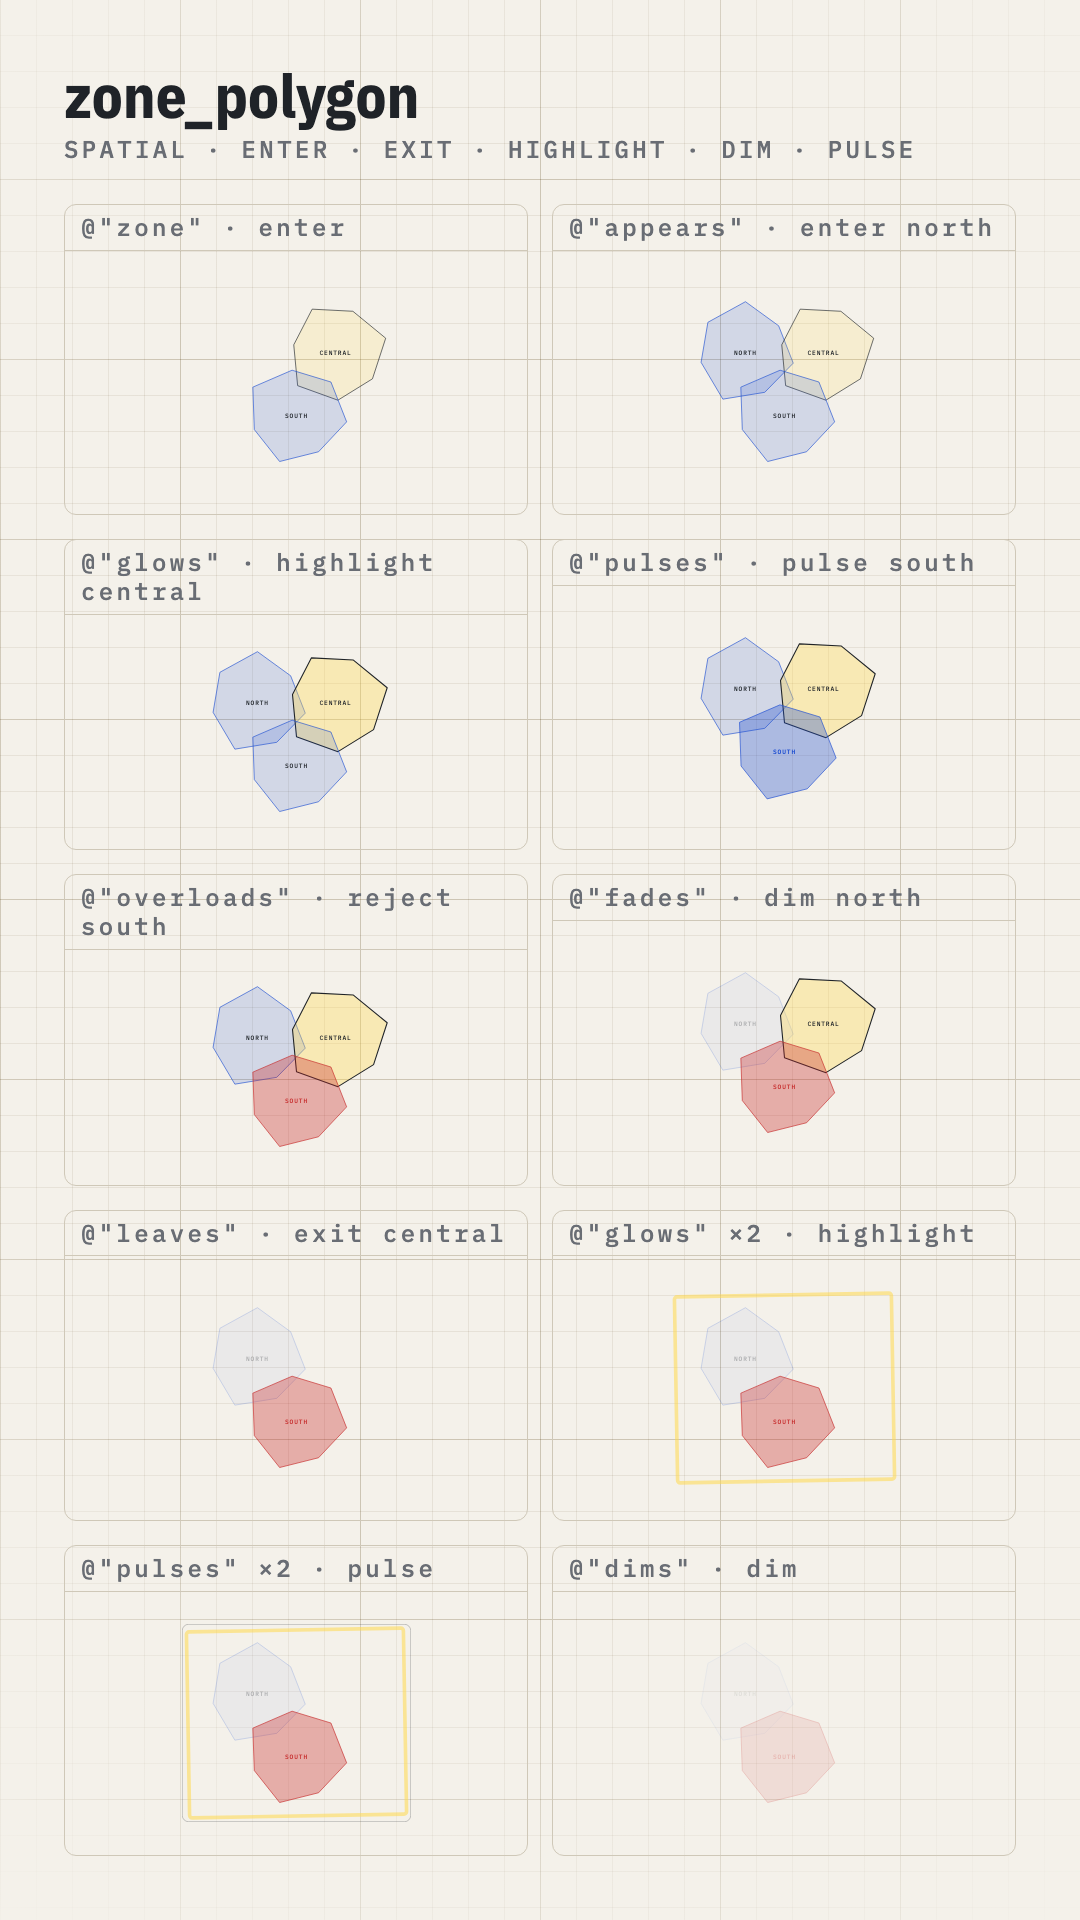 zone_polygon
SPATIAL · ENTER · EXIT · HIGHLIGHT · DIM · PULSE
@"zone" · enter
CENTRAL
SOUTH
@"appears" · enter north
NORTH
CENTRAL
SOUTH
@"glows" · highlight
central
NORTH
CENTRAL
SOUTH
@"pulses" · pulse south
NORTH
CENTRAL
SOUTH
@"overloads" · reject
south
NORTH
CENTRAL
SOUTH
@"fades" · dim north
NORTH
CENTRAL
SOUTH
@"leaves" · exit central
NORTH
SOUTH
@"glows" ×2 · highlight
NORTH
SOUTH
@"pulses" ×2 · pulse
NORTH
SOUTH
@"dims" · dim
NORTH
SOUTH